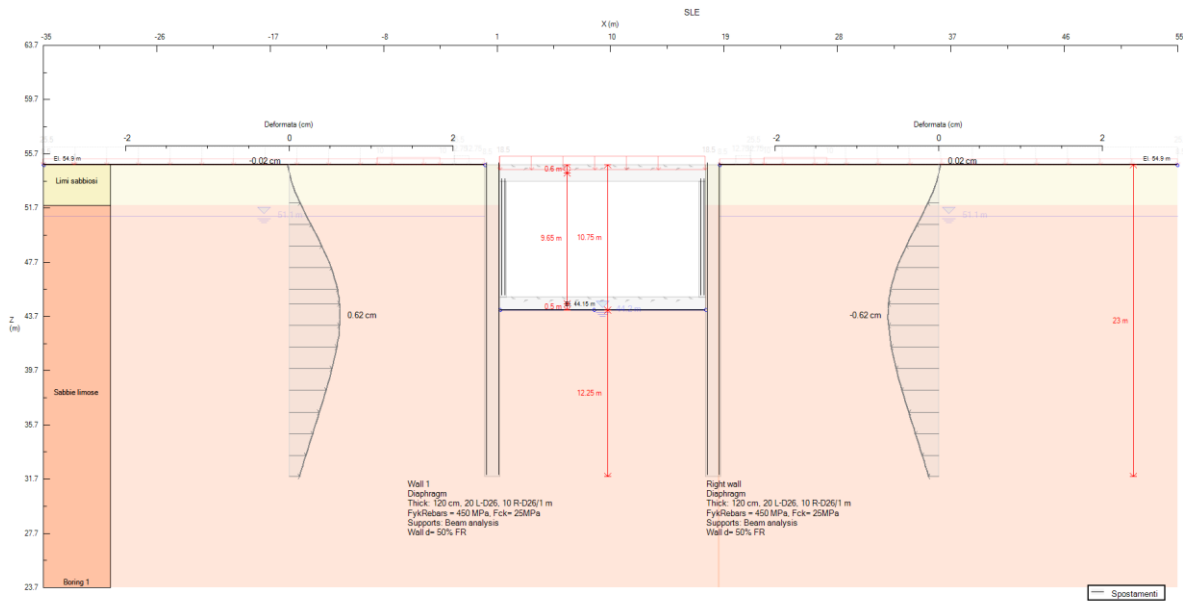 SLE
X (m)
-35 -26 -17 -8 1 10 19 28 37 46 55
63.7
59.7
55.7
51.7
47.7
43.7
39.7
35.7
31.7
27.7
23.7
Z
(m)
Deformata (cm)
-2 0 2
Deformata (cm)
-2 0 2
El. 54.9 m
-0.02 cm
0.02 cm
El. 54.9 m
Limi sabbiosi
0.6 m
51.1 m
9.65 m
10.75 m
0.5 m
El. 44.15 m
0.62 cm
-0.62 cm
23 m
12.25 m
Sabbie limose
Wall 1
Diaphragm
Thick: 120 cm, 20 L-D26, 10 R-D26/1 m
FykRebars = 450 MPa, Fck= 25MPa
Supports: Beam analysis
Wall d= 50% FR
Right wall
Diaphragm
Thick: 120 cm, 20 L-D26, 10 R-D26/1 m
FykRebars = 450 MPa, Fck= 25MPa
Supports: Beam analysis
Wall d= 50% FR
Boring 1
Spostamenti